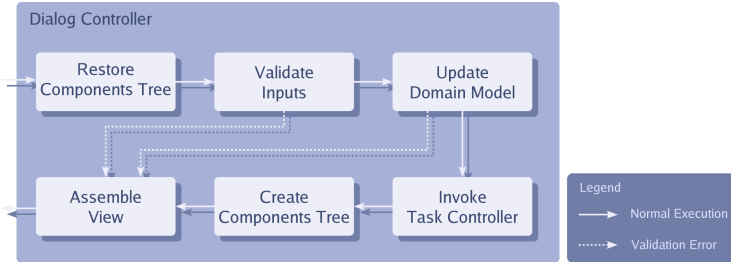 Dialog Controller
Restore
Components Tree
Validate
Inputs
Update
Domain Model
Assemble
View
Create
Components Tree
Invoke
Task Controller
Legend
Normal Execution
Validation Error